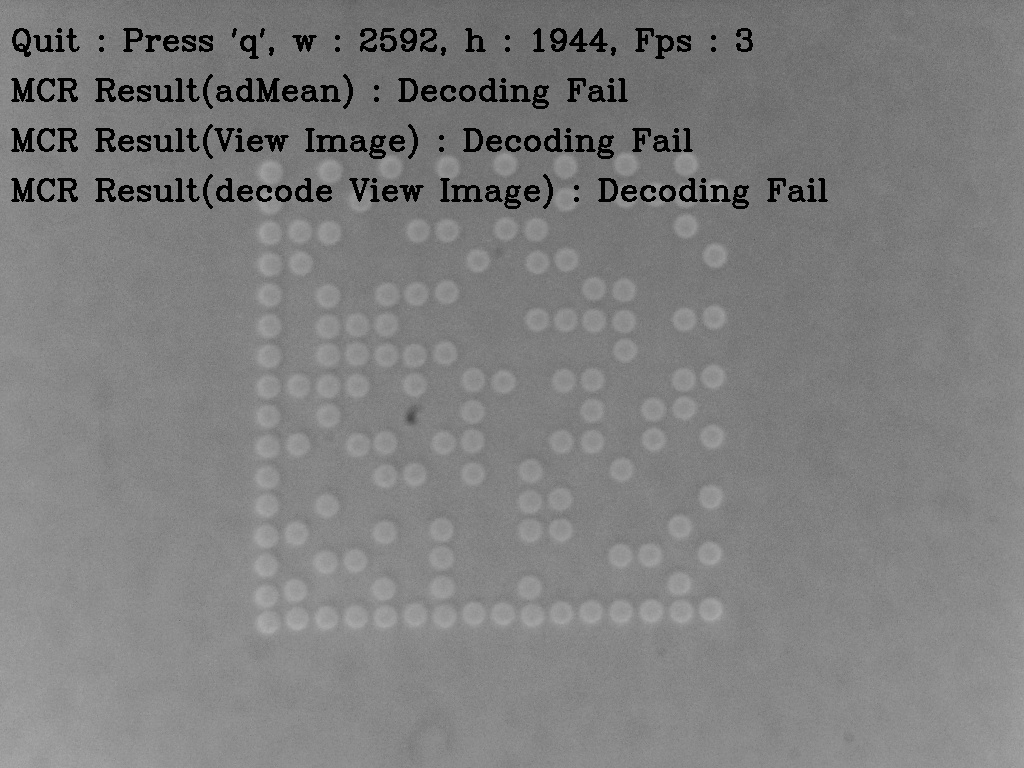 Quit : Press 'q', w : 2592, h : 1944, Fps : 3
MCR Result(adMean) : Decoding Fail
MCR Result(View Image) : Decoding Fail
MCR Result(decode View Image) : Decoding Fail